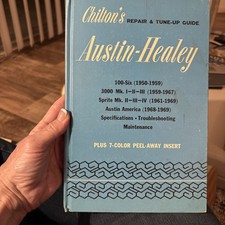 Chilton's REPAIR & TUNE-UP GUIDE
Austin-Healey
100-Six (1950-1959)
3000 Mk. I-II-III (1959-1967)
Sprite Mk. II-III-IV (1961-1969)
Austin America (1968-1969)
Specifications • Troubleshooting
Maintenance
PLUS 7-COLOR PEEL-AWAY INSERT